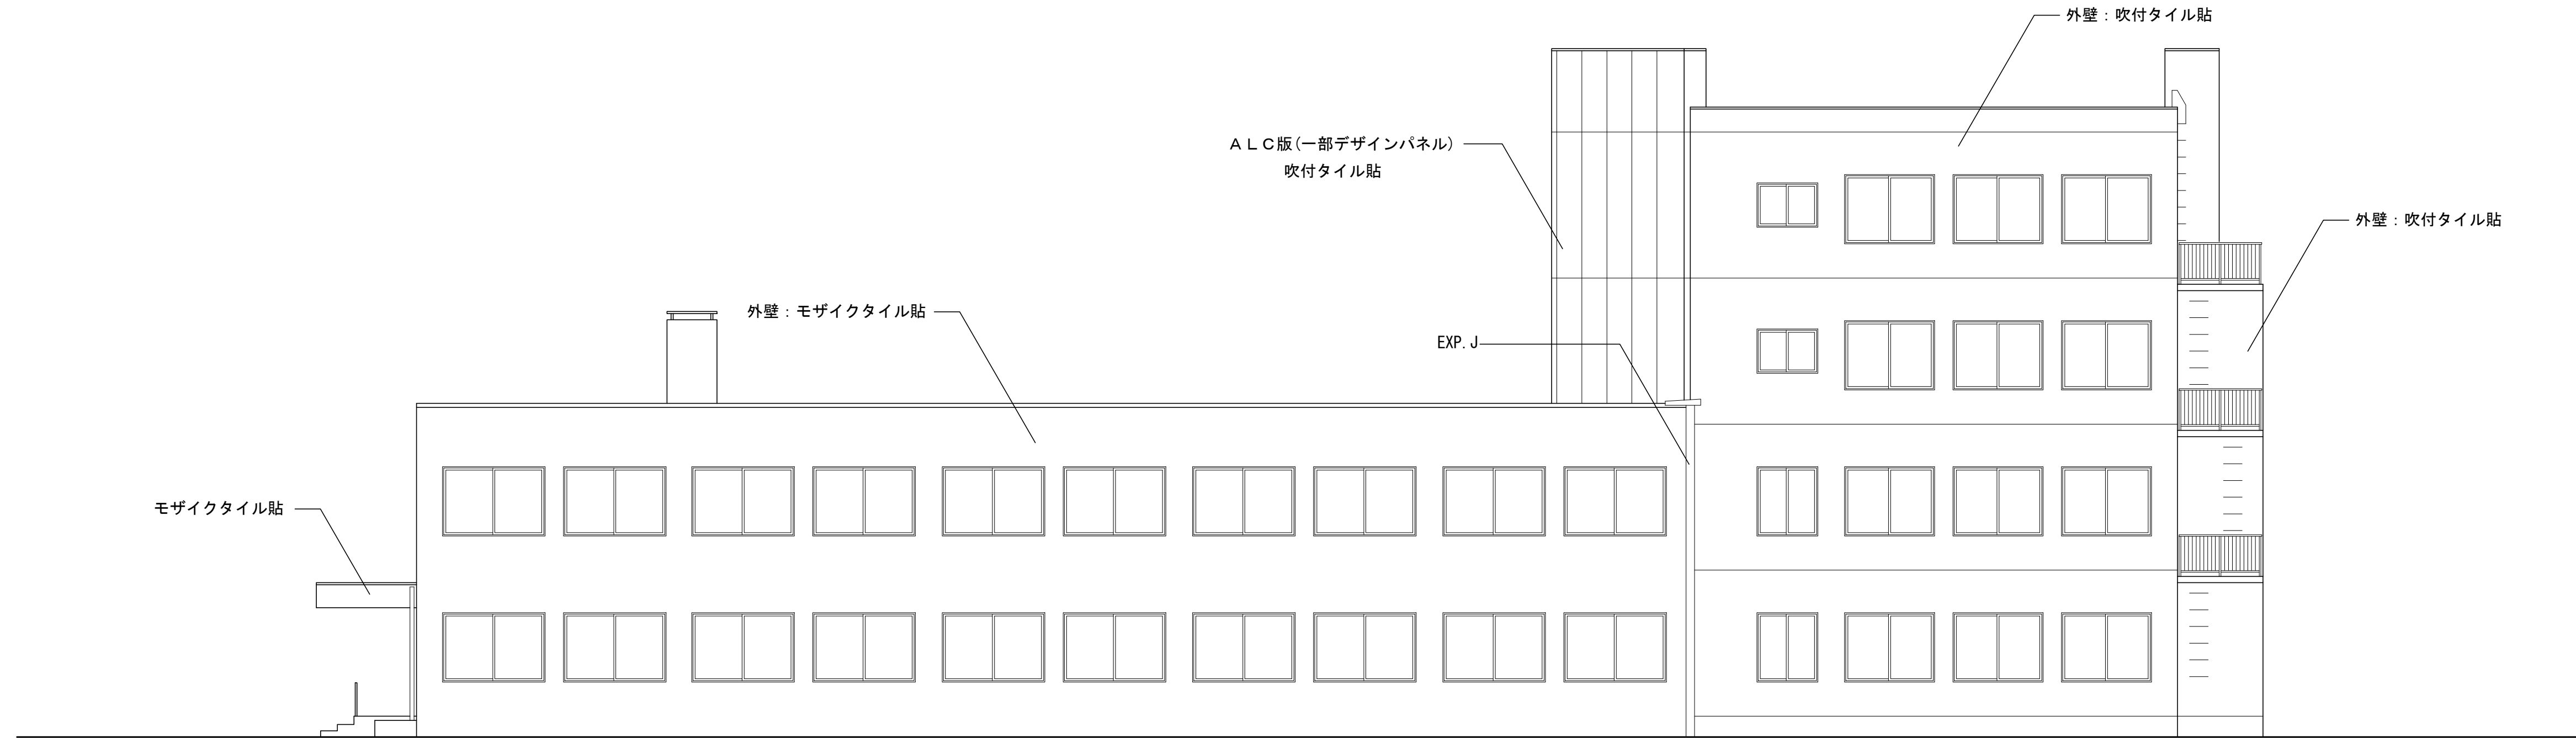 外壁：吹付タイル貼
ＡＬＣ版(一部デザインパネル)
吹付タイル貼
外壁：吹付タイル貼
外壁：モザイクタイル貼
EXP.J
モザイクタイル貼